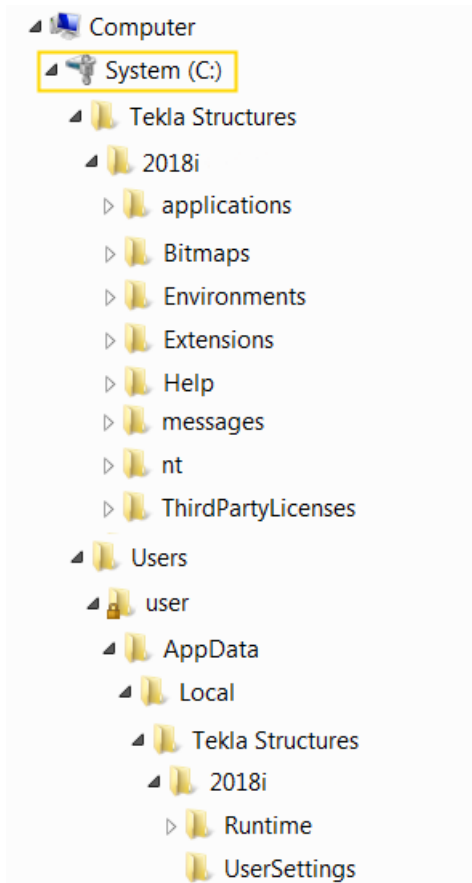 Computer
System (C:)
Tekla Structures
2018i
applications
Bitmaps
Environments
Extensions
Help
messages
nt
ThirdPartyLicenses
Users
user
AppData
Local
Tekla Structures
2018i
Runtime
UserSettings